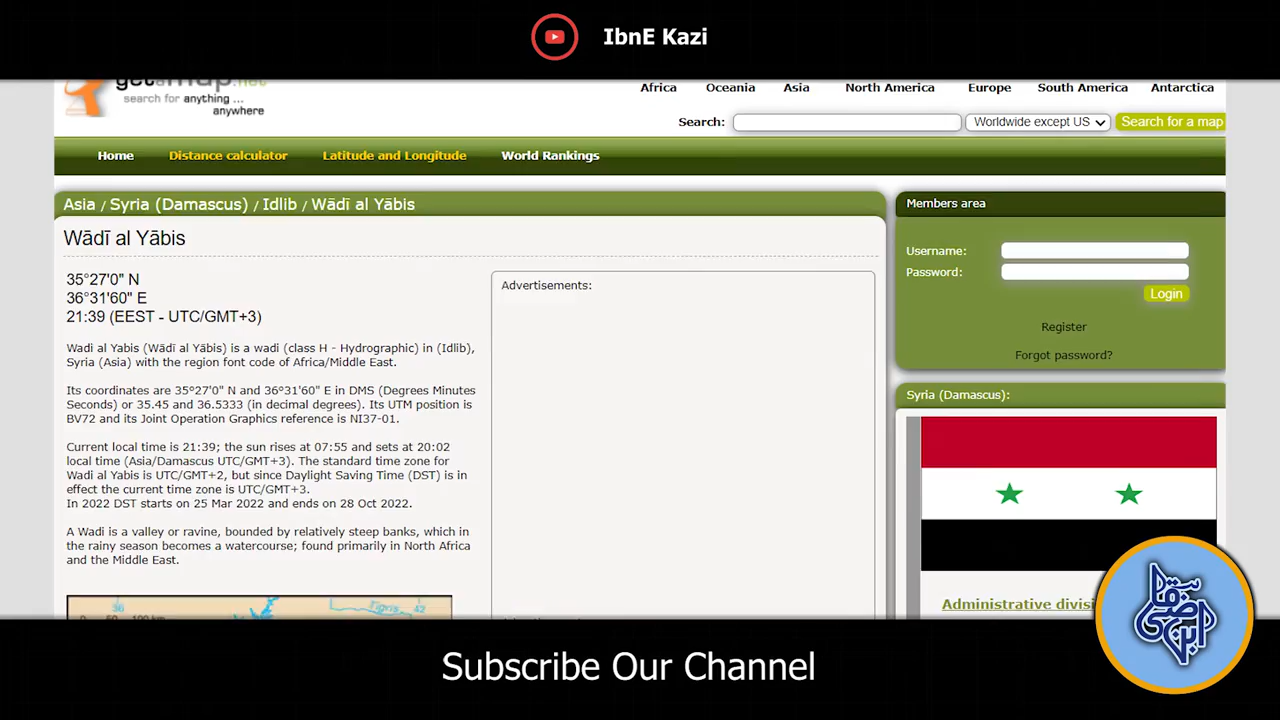 IbnE Kazi
getamap.net
search for anything ...
anywhere
Africa Oceania Asia North America Europe South America Antarctica
Search: Worldwide except US Search for a map
Home Distance calculator Latitude and Longitude World Rankings
Asia / Syria (Damascus) / Idlib / Wādī al Yābis
Wādī al Yābis
35°27'0" N
36°31'60" E
21:39 (EEST - UTC/GMT+3)
Wadi al Yabis (Wādī al Yābis) is a wadi (class H - Hydrographic) in (Idlib),
Syria (Asia) with the region font code of Africa/Middle East.
Its coordinates are 35°27'0" N and 36°31'60" E in DMS (Degrees Minutes
Seconds) or 35.45 and 36.5333 (in decimal degrees). Its UTM position is
BV72 and its Joint Operation Graphics reference is NI37-01.
Current local time is 21:39; the sun rises at 07:55 and sets at 20:02
local time (Asia/Damascus UTC/GMT+3). The standard time zone for
Wadi al Yabis is UTC/GMT+2, but since Daylight Saving Time (DST) is in
effect the current time zone is UTC/GMT+3.
In 2022 DST starts on 25 Mar 2022 and ends on 28 Oct 2022.
A Wadi is a valley or ravine, bounded by relatively steep banks, which in
the rainy season becomes a watercourse; found primarily in North Africa
and the Middle East.
36 Tigris 42
0 50 100 km
Advertisements:
Members area
Username:
Password:
Login
Register
Forgot password?
Syria (Damascus):
Administrative divisi
Subscribe Our Channel